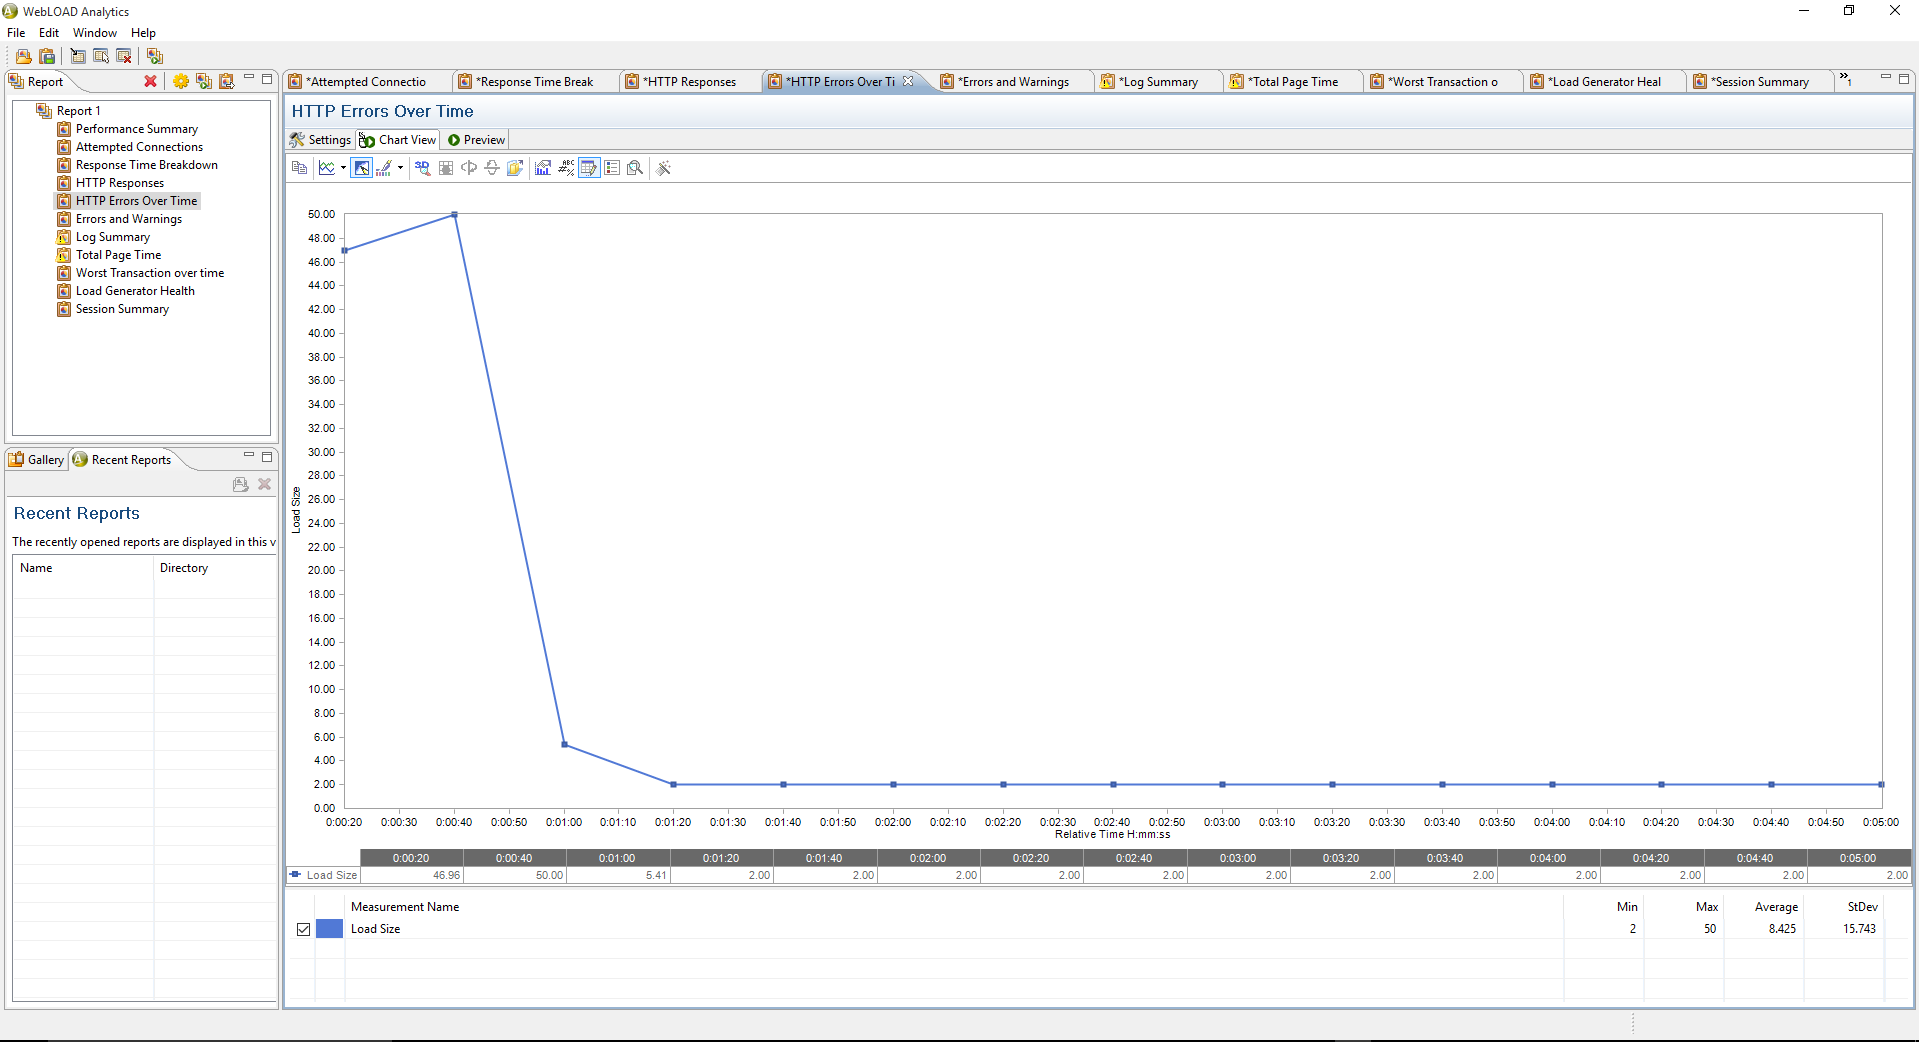 WebLOAD Analytics
File Edit Window Help
Report
Report 1
Performance Summary
Attempted Connections
Response Time Breakdown
HTTP Responses
HTTP Errors Over Time
Errors and Warnings
Log Summary
Total Page Time
Worst Transaction over time
Load Generator Health
Session Summary
Gallery Recent Reports
Recent Reports
The recently opened reports are displayed in this v
Name Directory
*Attempted Connectio *Response Time Break *HTTP Responses *HTTP Errors Over Ti *Errors and Warnings *Log Summary *Total Page Time *Worst Transaction o *Load Generator Heal *Session Summary »1
HTTP Errors Over Time
Settings Chart View Preview
3D ABC #%
50.00
48.00
46.00
44.00
42.00
40.00
38.00
36.00
34.00
32.00
30.00
28.00
26.00
24.00
22.00
20.00
18.00
16.00
14.00
12.00
10.00
8.00
6.00
4.00
2.00
0.00
Load Size
0:00:20 0:00:30 0:00:40 0:00:50 0:01:00 0:01:10 0:01:20 0:01:30 0:01:40 0:01:50 0:02:00 0:02:10 0:02:20 0:02:30 0:02:40 0:02:50 0:03:00 0:03:10 0:03:20 0:03:30 0:03:40 0:03:50 0:04:00 0:04:10 0:04:20 0:04:30 0:04:40 0:04:50 0:05:00
Relative Time H:mm:ss
0:00:20 0:00:40 0:01:00 0:01:20 0:01:40 0:02:00 0:02:20 0:02:40 0:03:00 0:03:20 0:03:40 0:04:00 0:04:20 0:04:40 0:05:00
Load Size 46.96 50.00 5.41 2.00 2.00 2.00 2.00 2.00 2.00 2.00 2.00 2.00 2.00 2.00 2.00
Measurement Name Min Max Average StDev
Load Size 2 50 8.425 15.743